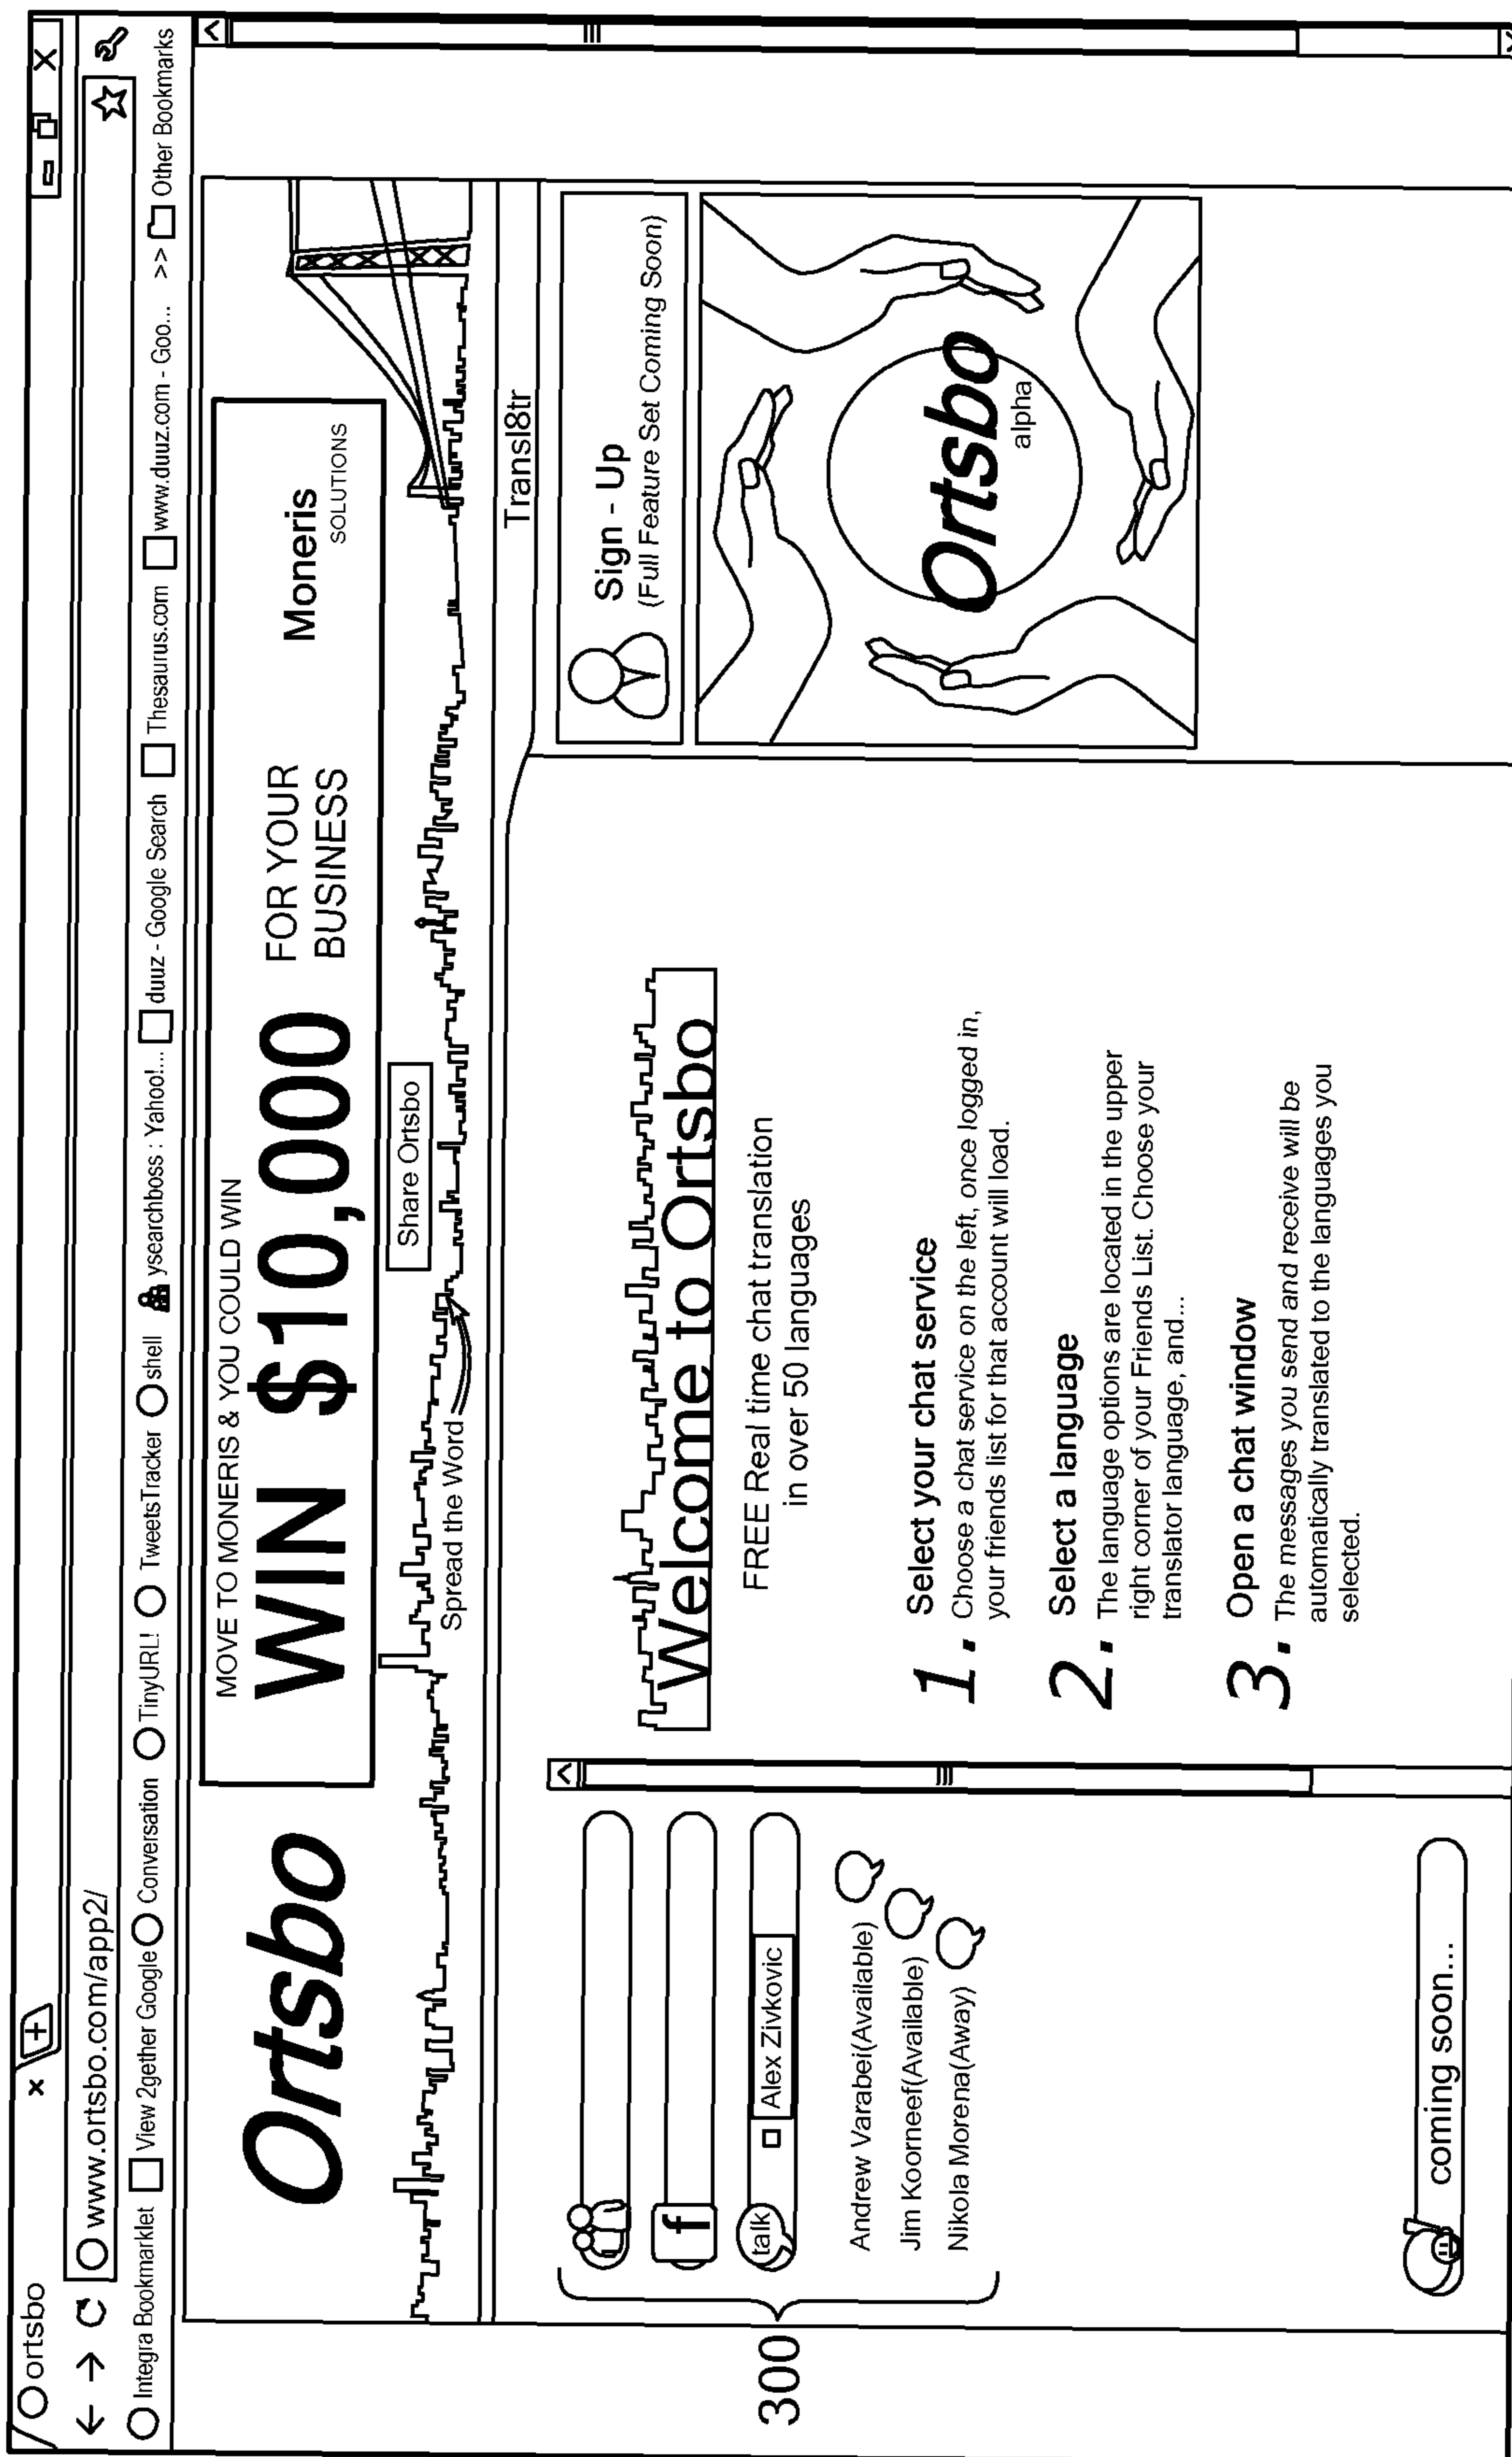 ortsbo
www.ortsbo.com/app2/
Integra Bookmarklet View 2gether Google Conversation TinyURL! TweetsTracker shell ysearchboss : Yahoo!... duuz - Google Search Thesaurus.com www.duuz.com - Goo... >> Other Bookmarks
Ortsbo
MOVE TO MONERIS & YOU COULD WIN
WIN $10,000
FOR YOUR
BUSINESS
Moneris
SOLUTIONS
Share Ortsbo
Spread the Word
Transl8tr
300
f
talk
Alex Zivkovic
Andrew Varabei(Available)
Jim Koorneef(Available)
Nikola Morena(Away)
coming soon...
Welcome to Ortsbo
FREE Real time chat translation
in over 50 languages
1. Select your chat service
Choose a chat service on the left, once logged in,
your friends list for that account will load.
2. Select a language
The language options are located in the upper
right corner of your Friends List. Choose your
translator language, and...
3. Open a chat window
The messages you send and receive will be
automatically translated to the languages you
selected.
Sign - Up
(Full Feature Set Coming Soon)
Ortsbo
alpha